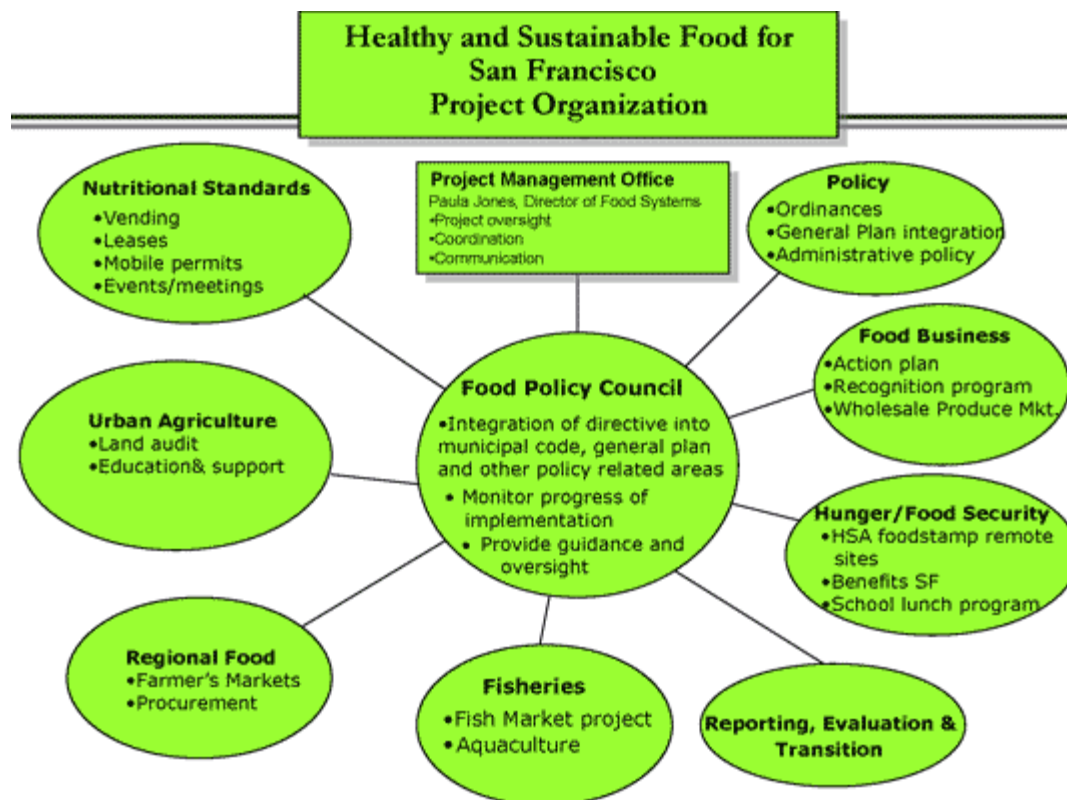 Healthy and Sustainable Food for
San Francisco
Project Organization
Nutritional Standards
•Vending
•Leases
•Mobile permits
•Events/meetings
Project Management Office
Paula Jones, Director of Food Systems
•Project oversight
•Coordination
•Communication
Policy
•Ordinances
•General Plan integration
•Administrative policy
Food Business
•Action plan
•Recognition program
•Wholesale Produce Mkt.
Food Policy Council
•Integration of directive into
municipal code, general plan
and other policy related areas
• Monitor progress of
implementation
• Provide guidance and
oversight
Urban Agriculture
•Land audit
•Education& support
Hunger/Food Security
•HSA foodstamp remote
sites
•Benefits SF
•School lunch program
Regional Food
•Farmer's Markets
•Procurement
Fisheries
•Fish Market project
•Aquaculture
Reporting, Evaluation &
Transition